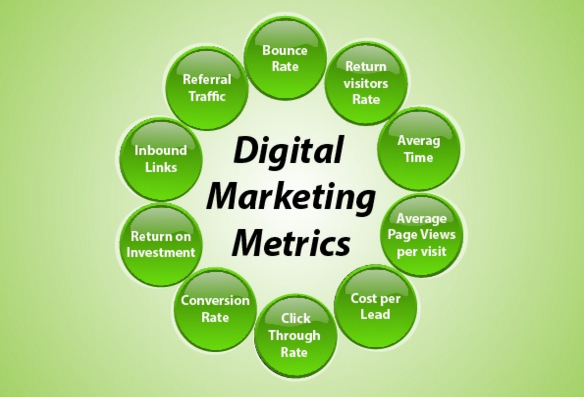 Bounce
Rate
Return
visitors
Rate
Averag
Time
Average
Page Views
per visit
Cost per
Lead
Click
Through
Rate
Conversion
Rate
Return on
Investment
Inbound
Links
Referral
Traffic
Digital
Marketing
Metrics